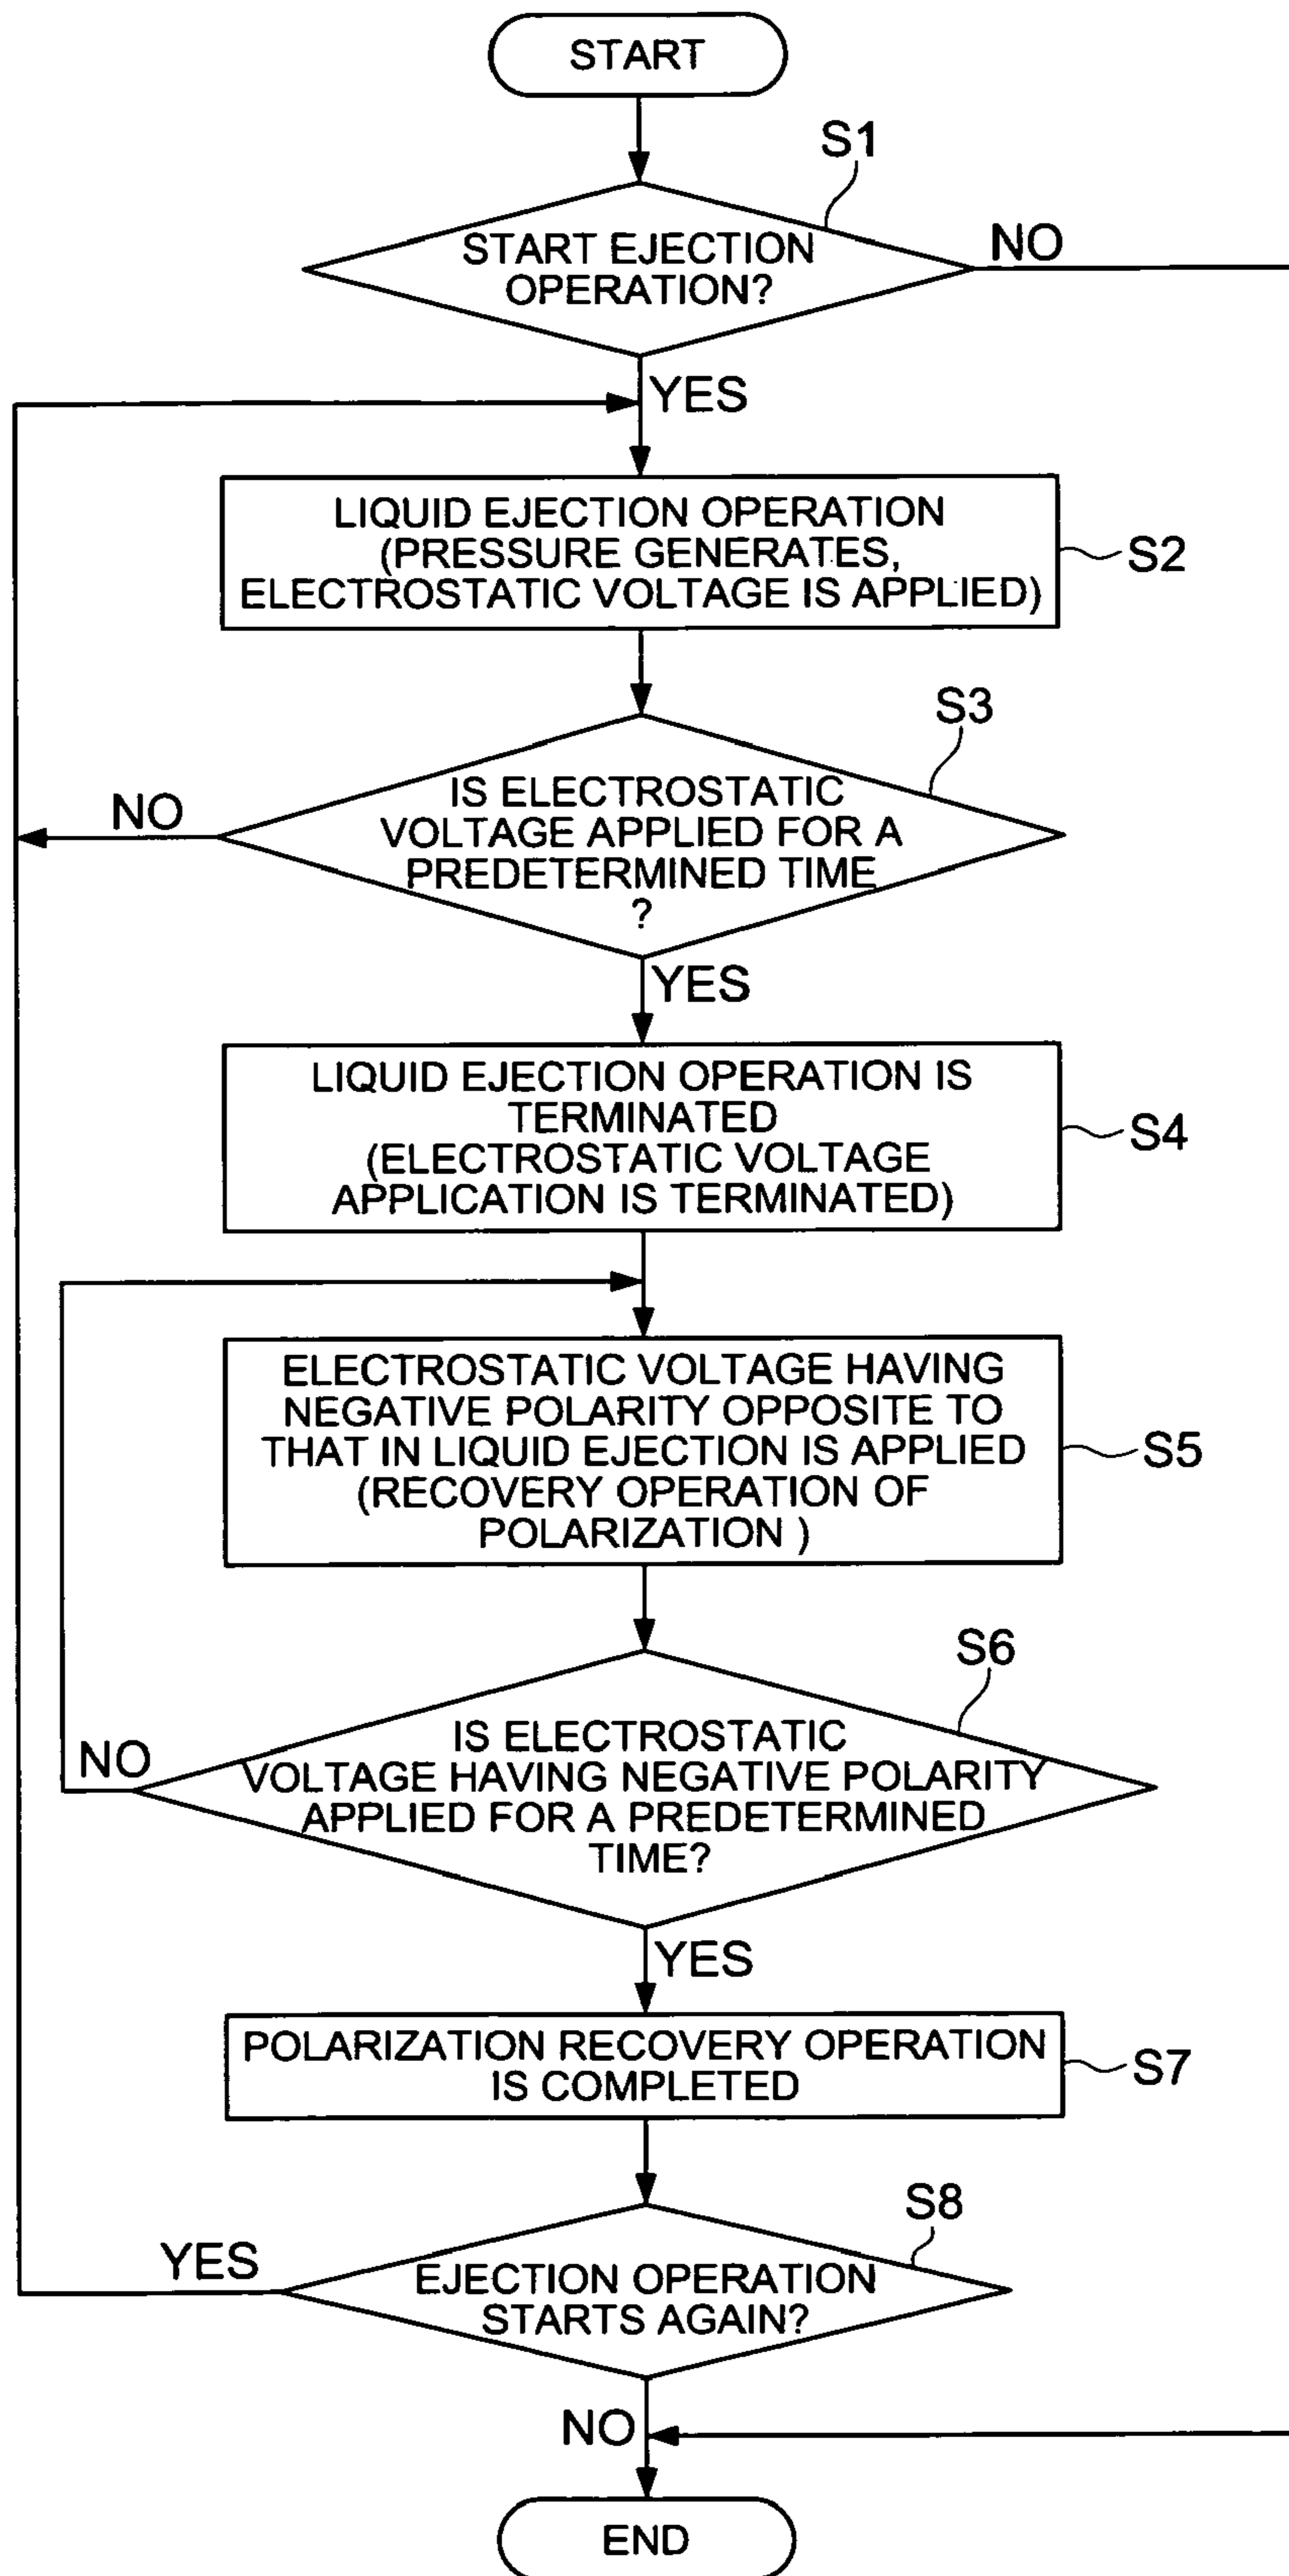 START
S1
START EJECTION
OPERATION?
NO
YES
LIQUID EJECTION OPERATION
(PRESSURE GENERATES,
ELECTROSTATIC VOLTAGE IS APPLIED)
S2
S3
IS ELECTROSTATIC
VOLTAGE APPLIED FOR A
PREDETERMINED TIME
?
NO
YES
LIQUID EJECTION OPERATION IS
TERMINATED
(ELECTROSTATIC VOLTAGE
APPLICATION IS TERMINATED)
S4
ELECTROSTATIC VOLTAGE HAVING
NEGATIVE POLARITY OPPOSITE TO
THAT IN LIQUID EJECTION IS APPLIED
(RECOVERY OPERATION OF
POLARIZATION )
S5
S6
IS ELECTROSTATIC
VOLTAGE HAVING NEGATIVE POLARITY
APPLIED FOR A PREDETERMINED
TIME?
NO
YES
POLARIZATION RECOVERY OPERATION
IS COMPLETED
S7
S8
YES
EJECTION OPERATION
STARTS AGAIN?
NO
END